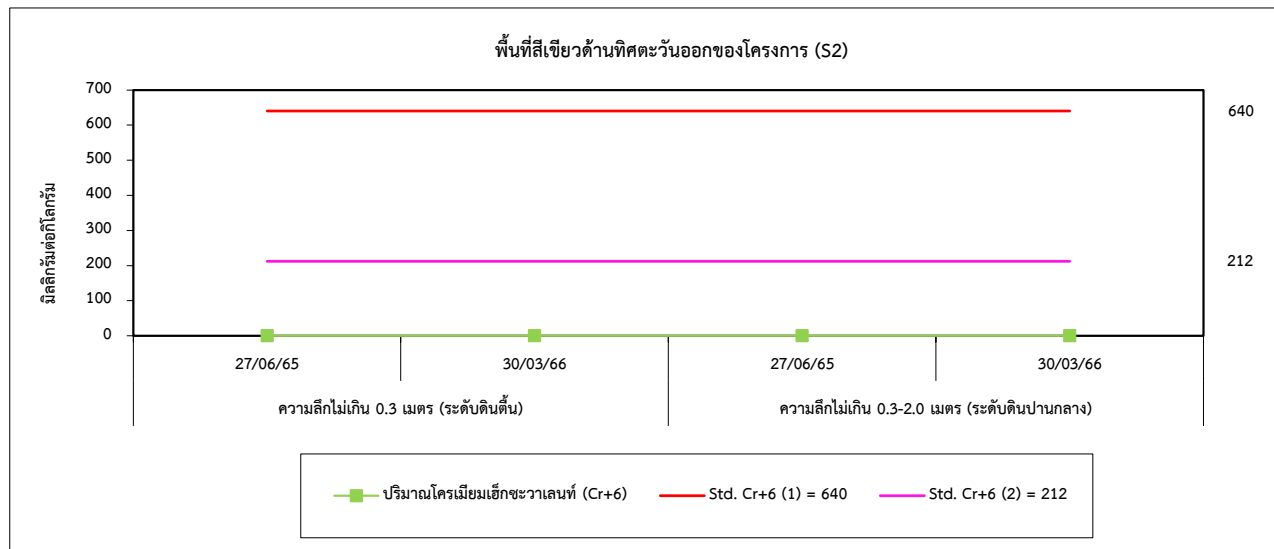 พื้นที่สีเขียวด้านทิศตะวันออกของโครงการ (S2)
มิลลิกรัมต่อกิโลกรัม
700
600
500
400
300
200
100
0
640
212
27/06/65 30/03/66 27/06/65 30/03/66
ความลึกไม่เกิน 0.3 เมตร (ระดับดินตื้น) ความลึกไม่เกิน 0.3-2.0 เมตร (ระดับดินปานกลาง)
ปริมาณโครเมียมเฮ็กซะวาเลนท์ (Cr+6) Std. Cr+6 (1) = 640 Std. Cr+6 (2) = 212